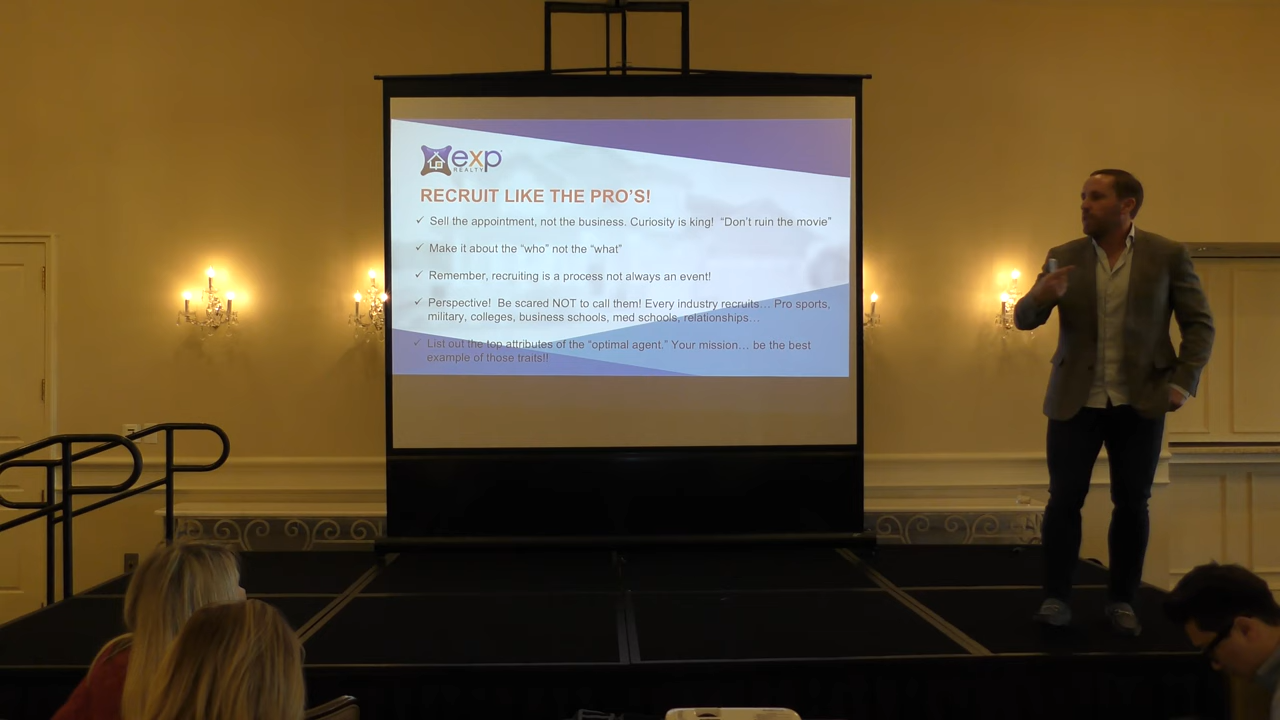 exp
REALTY
RECRUIT LIKE THE PRO'S!
✓ Sell the appointment, not the business. Curiosity is king! "Don't ruin the movie"
✓ Make it about the "who" not the "what"
✓ Remember, recruiting is a process not always an event!
✓ Perspective! Be scared NOT to call them! Every industry recruits… Pro sports,
military, colleges, business schools, med schools, relationships…
✓ List out the top attributes of the "optimal agent." Your mission… be the best
example of those traits!!